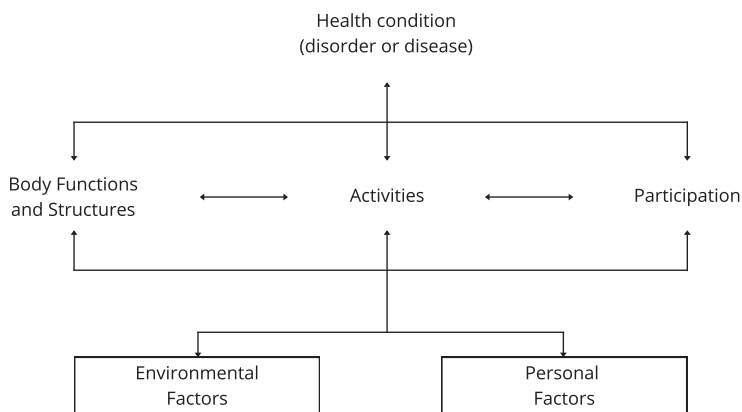 Health condition
(disorder or disease)
Body Functions
and Structures
Activities
Participation
Environmental
Factors
Personal
Factors